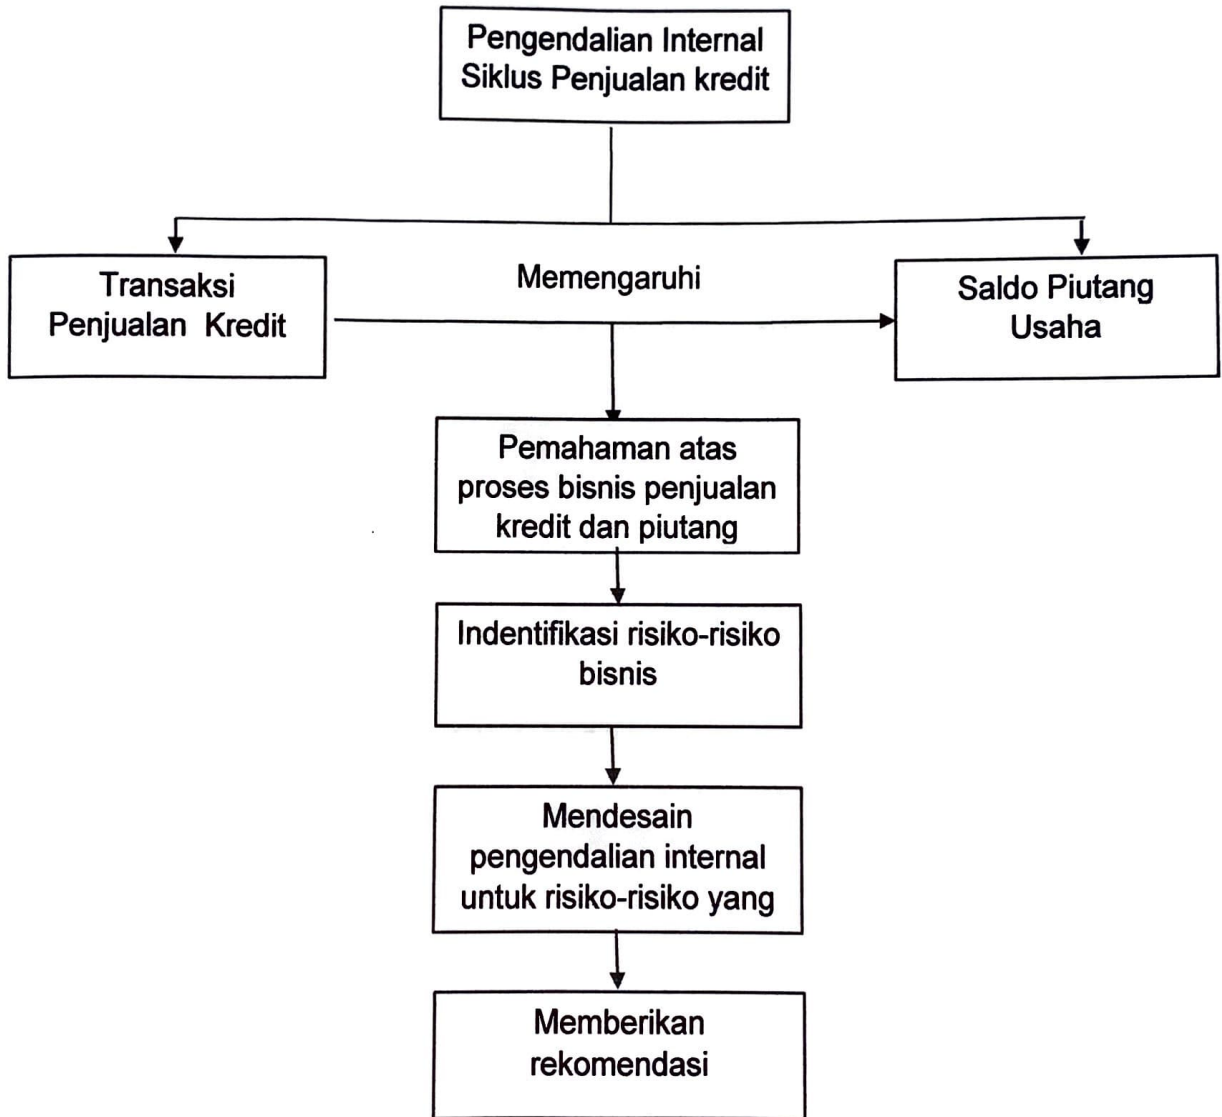 Pengendalian Internal
Siklus Penjualan kredit
Transaksi
Penjualan Kredit
Memengaruhi
Saldo Piutang
Usaha
Pemahaman atas
proses bisnis penjualan
kredit dan piutang
Indentifikasi risiko-risiko
bisnis
Mendesain
pengendalian internal
untuk risiko-risiko yang
Memberikan
rekomendasi